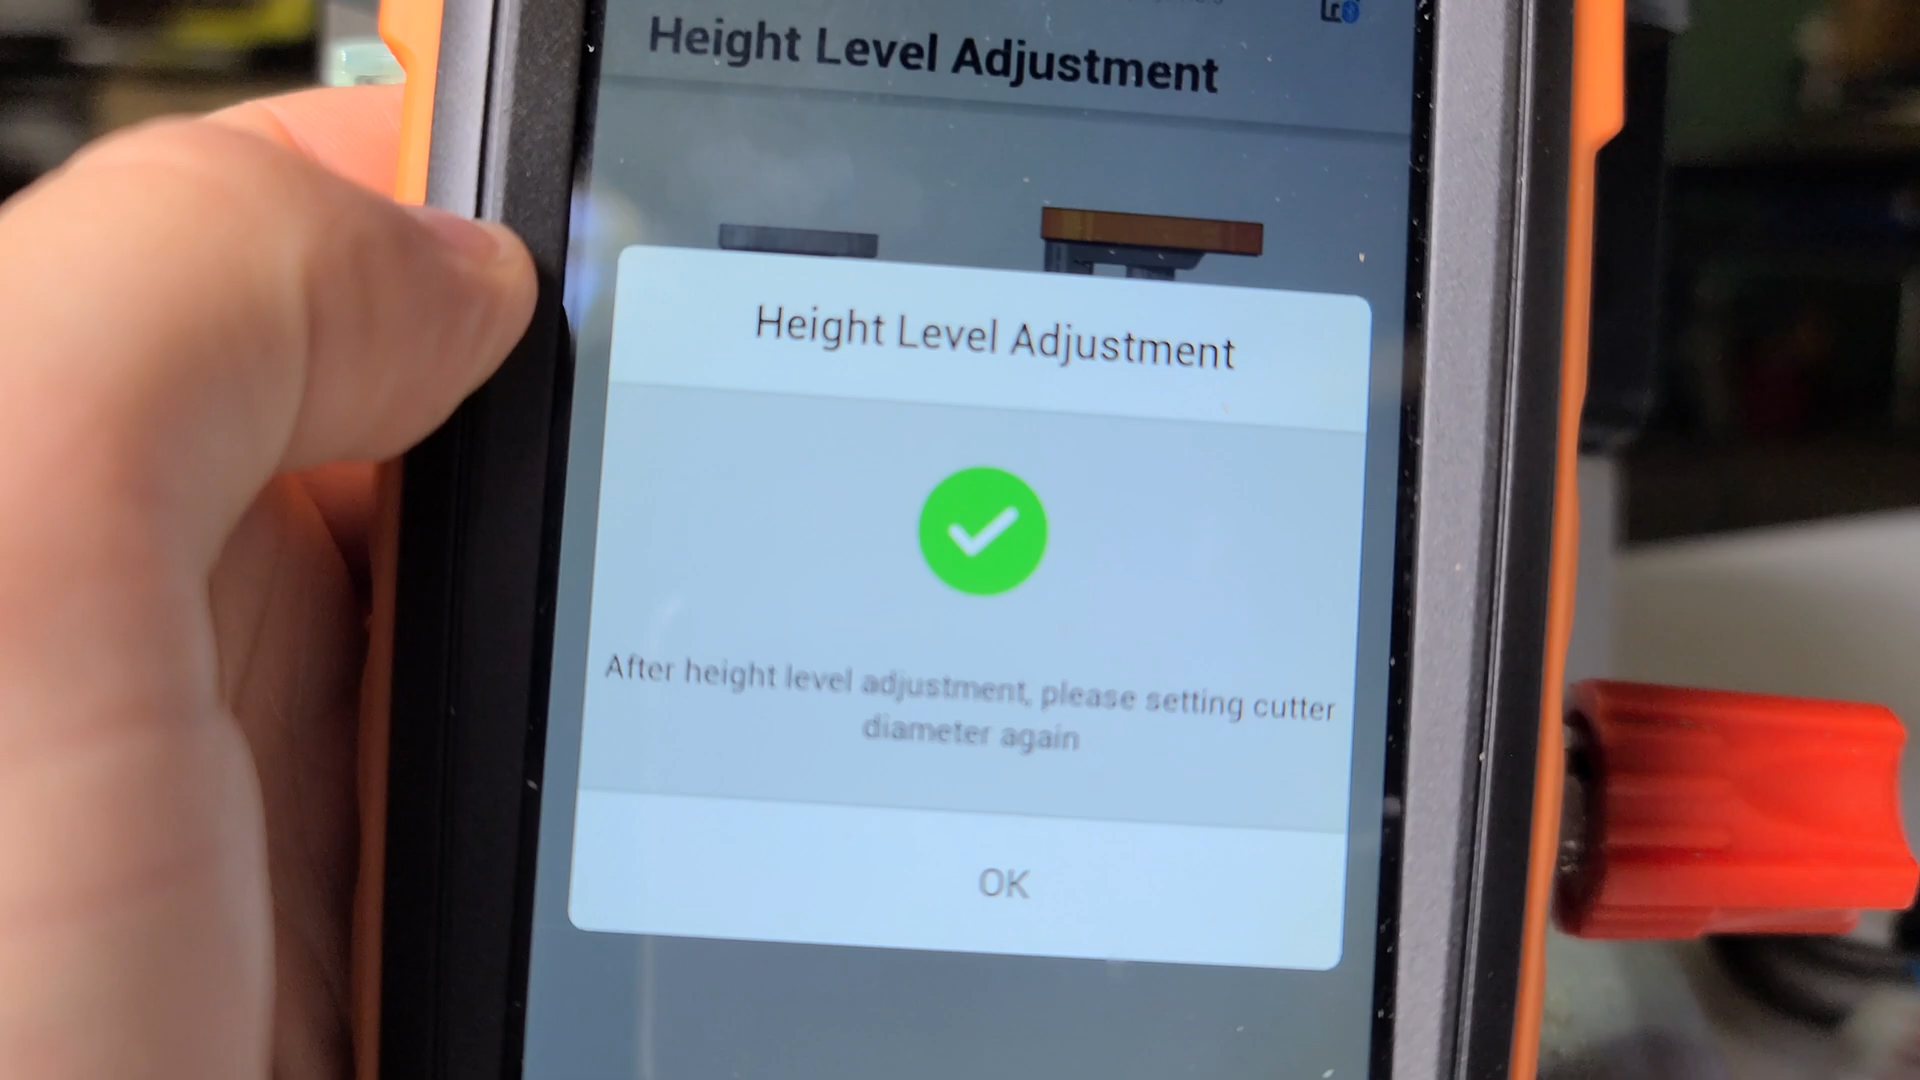 Height Level Adjustment
Height Level Adjustment
After height level adjustment, please setting cutter
diameter again
OK